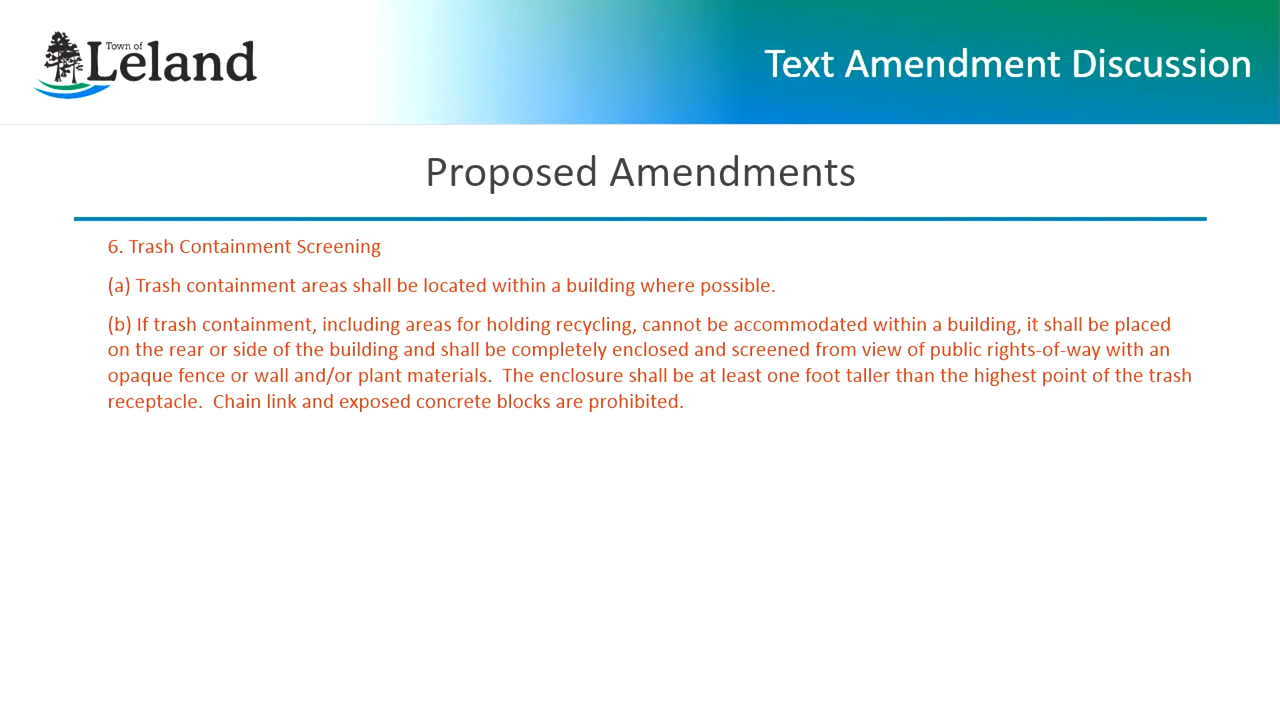 Town of
Leland
Text Amendment Discussion
Proposed Amendments
6. Trash Containment Screening
(a) Trash containment areas shall be located within a building where possible.
(b) If trash containment, including areas for holding recycling, cannot be accommodated within a building, it shall be placed
on the rear or side of the building and shall be completely enclosed and screened from view of public rights-of-way with an
opaque fence or wall and/or plant materials.  The enclosure shall be at least one foot taller than the highest point of the trash
receptacle.  Chain link and exposed concrete blocks are prohibited.